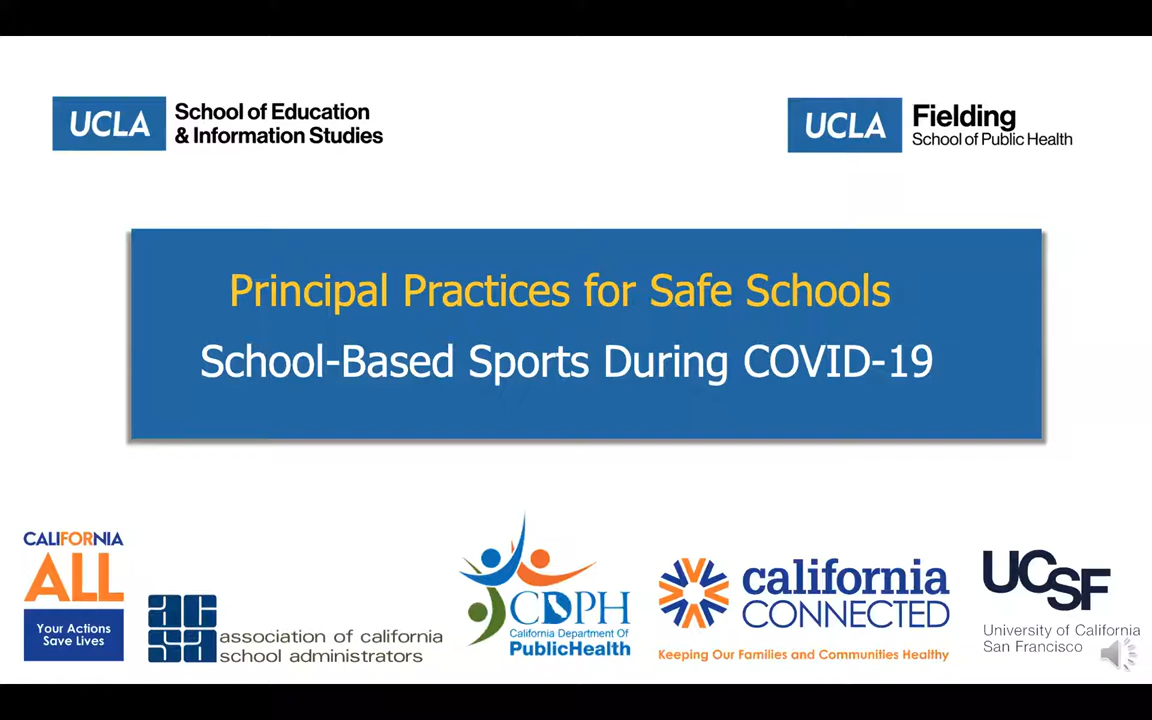 UCLA School of Education
& Information Studies
UCLA Fielding
School of Public Health
Principal Practices for Safe Schools
School-Based Sports During COVID-19
CALIFORNIA
ALL
Your Actions
Save Lives
acsa
association of california
school administrators
CDPH
California Department Of
PublicHealth
california
CONNECTED
Keeping Our Families and Communities Healthy
UCSF
University of California
San Francisco